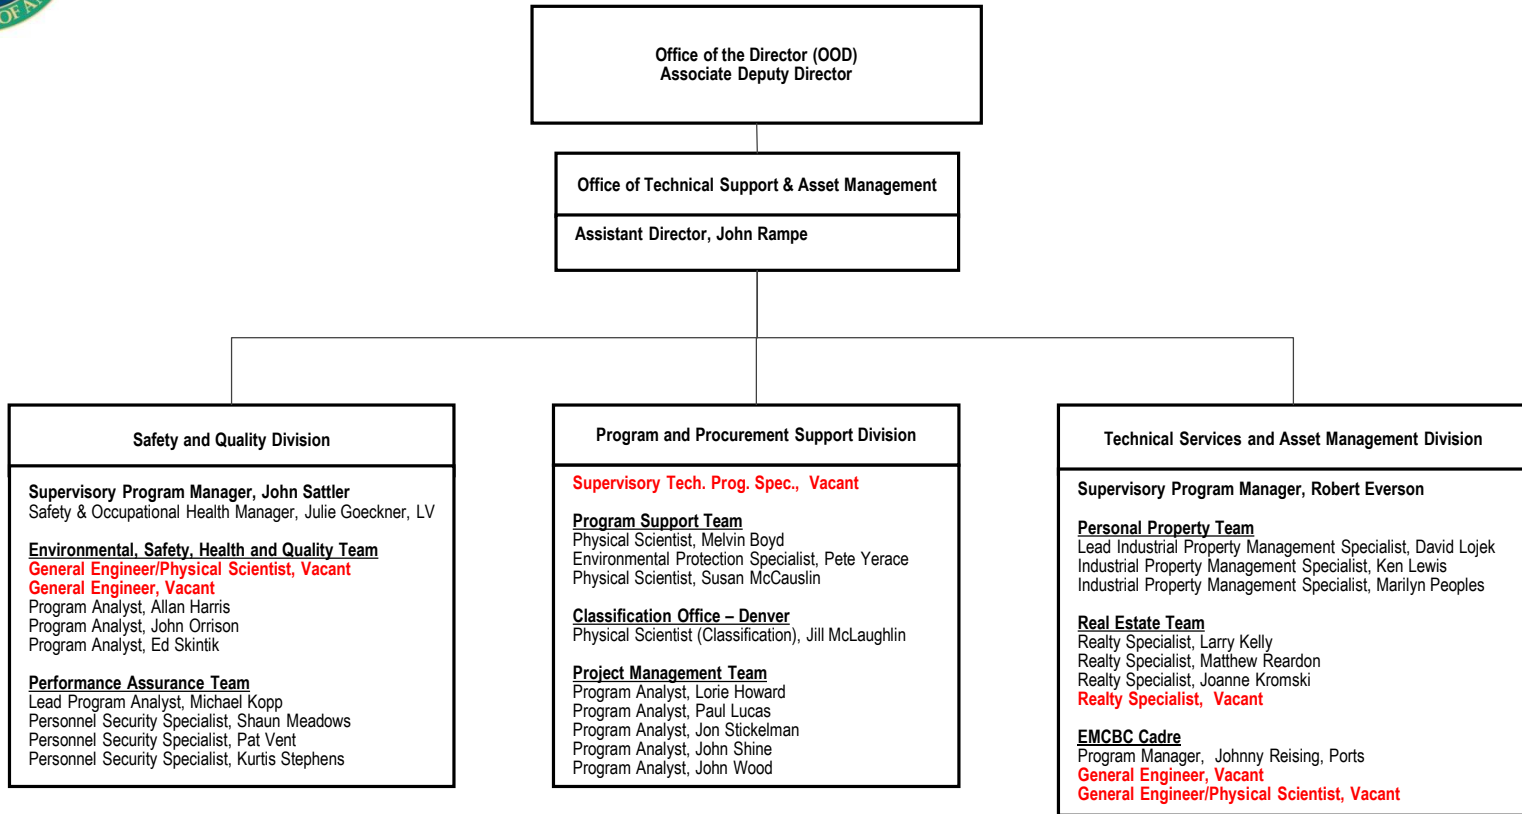 OF A
Office of the Director (OOD)
Associate Deputy Director
Office of Technical Support & Asset Management
Assistant Director, John Rampe
Safety and Quality Division
Supervisory Program Manager, John Sattler
Safety & Occupational Health Manager, Julie Goeckner, LV
Environmental, Safety, Health and Quality Team
General Engineer/Physical Scientist, Vacant
General Engineer, Vacant
Program Analyst, Allan Harris
Program Analyst, John Orrison
Program Analyst, Ed Skintik
Performance Assurance Team
Lead Program Analyst, Michael Kopp
Personnel Security Specialist, Shaun Meadows
Personnel Security Specialist, Pat Vent
Personnel Security Specialist, Kurtis Stephens
Program and Procurement Support Division
Supervisory Tech. Prog. Spec., Vacant
Program Support Team
Physical Scientist, Melvin Boyd
Environmental Protection Specialist, Pete Yerace
Physical Scientist, Susan McCauslin
Classification Office – Denver
Physical Scientist (Classification), Jill McLaughlin
Project Management Team
Program Analyst, Lorie Howard
Program Analyst, Paul Lucas
Program Analyst, Jon Stickelman
Program Analyst, John Shine
Program Analyst, John Wood
Technical Services and Asset Management Division
Supervisory Program Manager, Robert Everson
Personal Property Team
Lead Industrial Property Management Specialist, David Lojek
Industrial Property Management Specialist, Ken Lewis
Industrial Property Management Specialist, Marilyn Peoples
Real Estate Team
Realty Specialist, Larry Kelly
Realty Specialist, Matthew Reardon
Realty Specialist, Joanne Kromski
Realty Specialist, Vacant
EMCBC Cadre
Program Manager, Johnny Reising, Ports
General Engineer, Vacant
General Engineer/Physical Scientist, Vacant